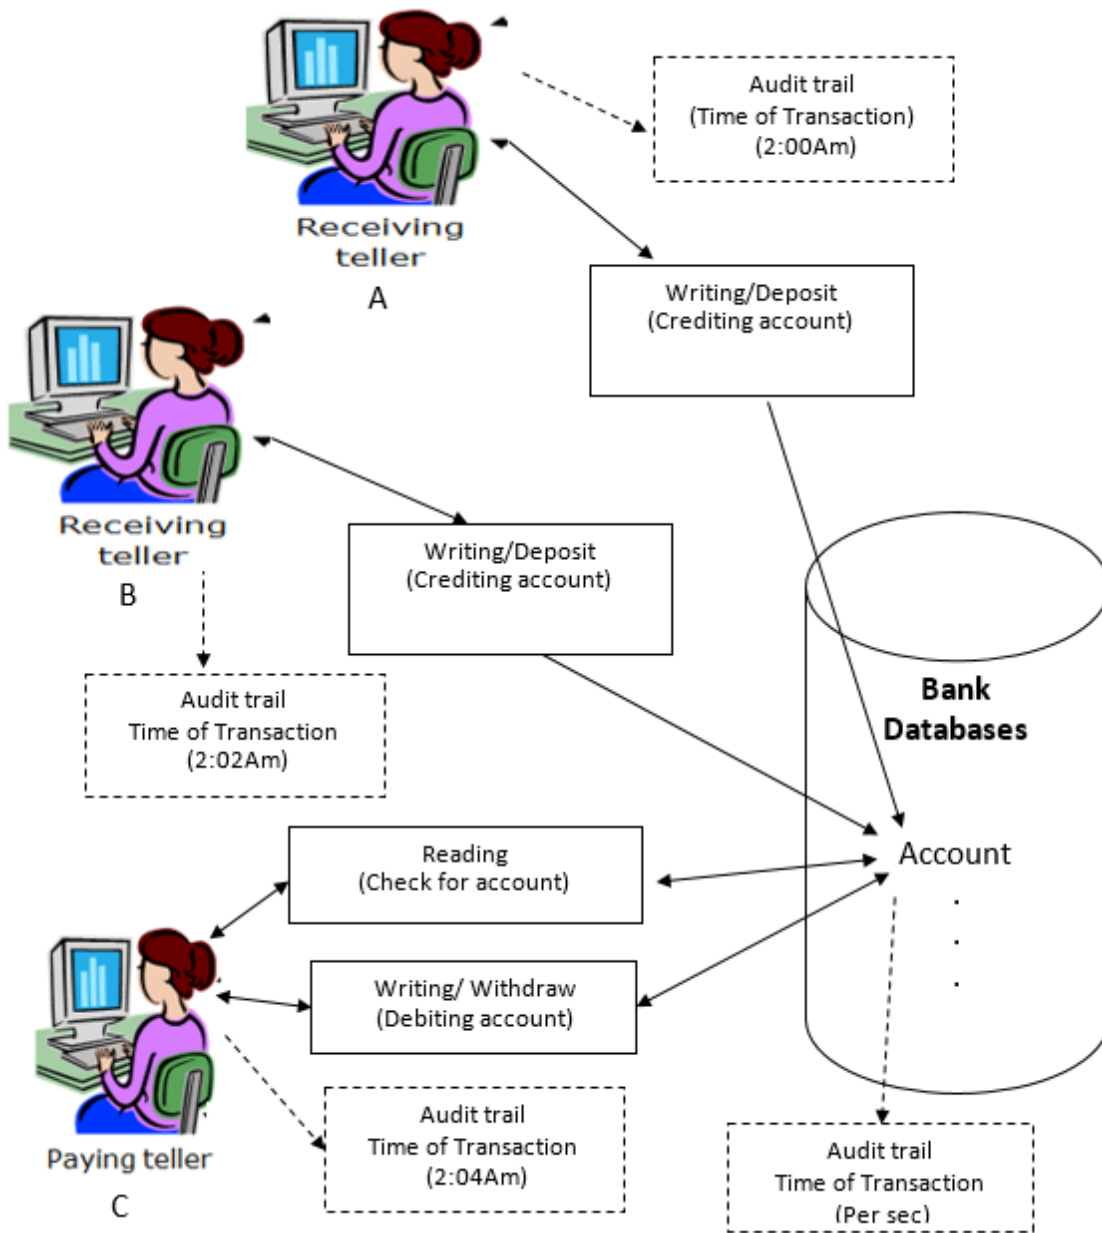 Audit trail
(Time of Transaction)
(2:00Am)
Receiving
teller
A
Writing/Deposit
(Crediting account)
Receiving
teller
B
Writing/Deposit
(Crediting account)
Audit trail
Time of Transaction
(2:02Am)
Bank
Databases
Account
.
.
.
Reading
(Check for account)
Writing/ Withdraw
(Debiting account)
Paying teller
C
Audit trail
Time of Transaction
(2:04Am)
Audit trail
Time of Transaction
(Per sec)